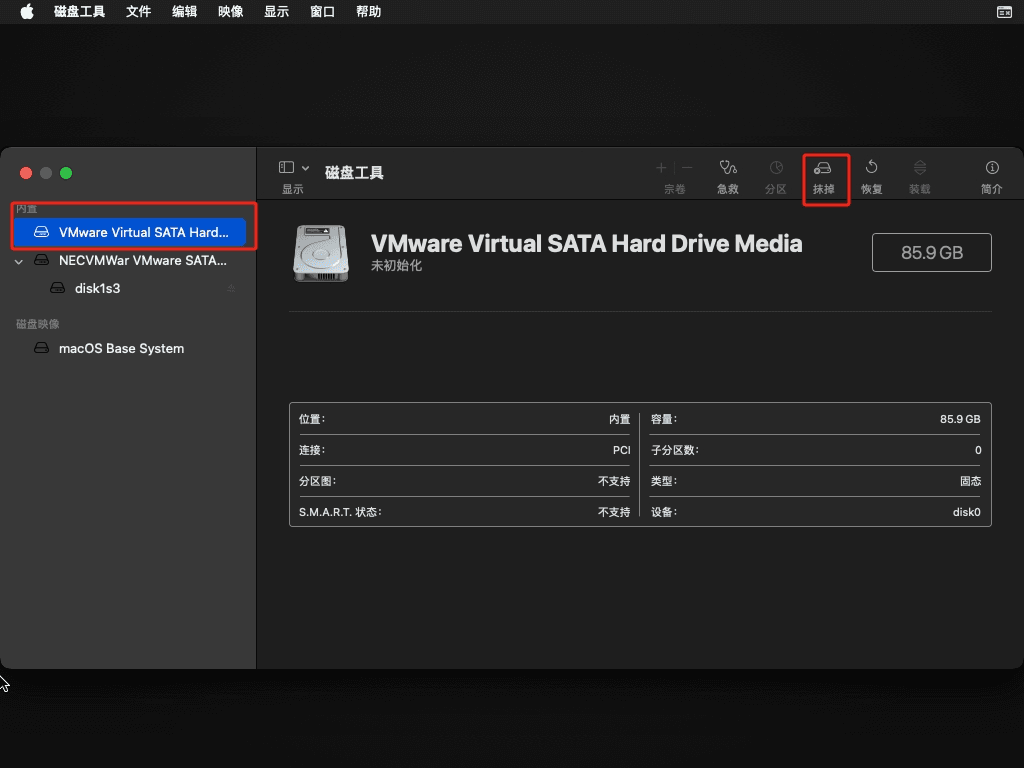 磁盘工具 文件 编辑 映像 显示 窗口 帮助
磁盘工具
显示
宗卷
急救
分区
抹掉
恢复
装载
简介
内置
VMware Virtual SATA Hard...
NECVMWar VMware SATA...
disk1s3
磁盘映像
macOS Base System
VMware Virtual SATA Hard Drive Media
未初始化
85.9 GB
位置: 内置
容量: 85.9 GB
连接: PCI
子分区数: 0
分区图: 不支持
类型: 固态
S.M.A.R.T. 状态: 不支持
设备: disk0